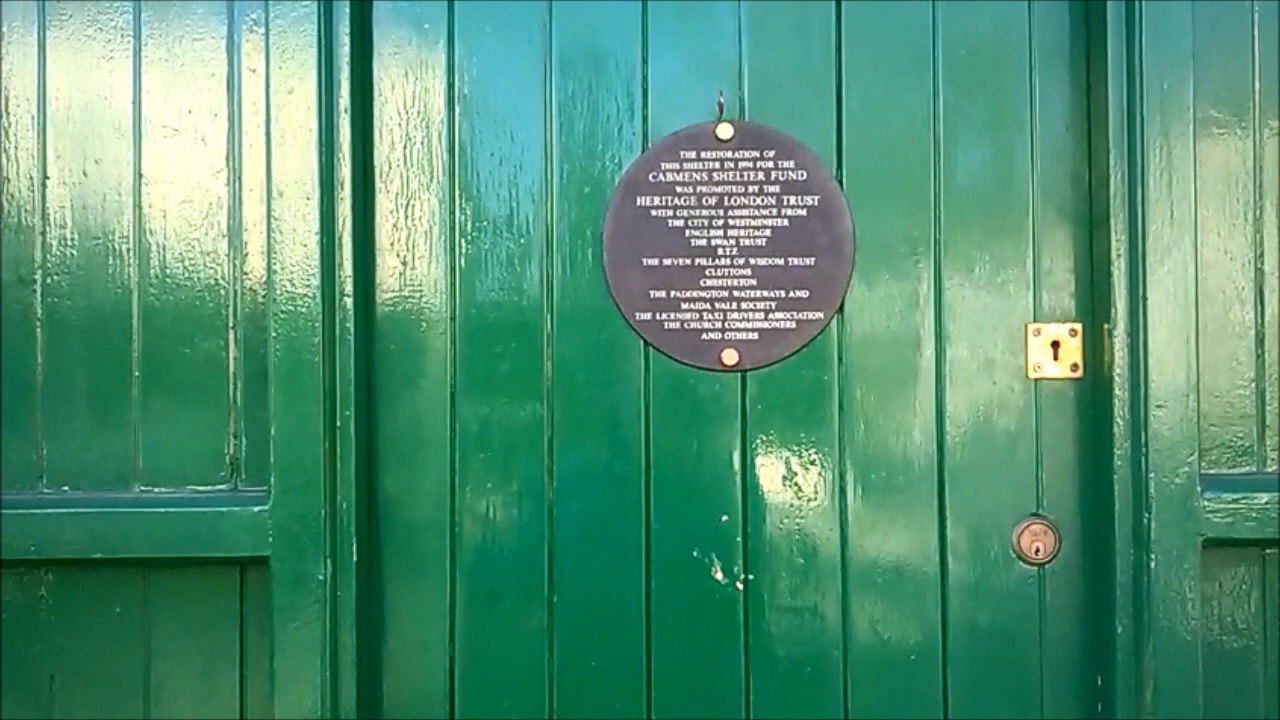 THE RESTORATION OF
THIS SHELTER IN 1994 FOR THE
CABMENS SHELTER FUND
WAS PROMOTED BY THE
HERITAGE OF LONDON TRUST
WITH GENEROUS ASSISTANCE FROM
THE CITY OF WESTMINSTER
ENGLISH HERITAGE
THE SWAN TRUST
R.T.Z.
THE SEVEN PILLARS OF WISDOM TRUST
CLUTTONS
CHESTERTON
THE PADDINGTON WATERWAYS AND
MAIDA VALE SOCIETY
THE LICENSED TAXI DRIVERS ASSOCIATION
THE CHURCH COMMISSIONERS
AND OTHERS